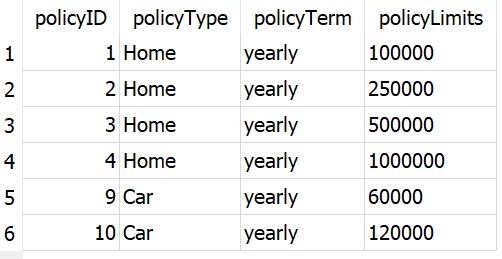 policyID policyType policyTerm policyLimits
1 1 Home yearly 100000
2 2 Home yearly 250000
3 3 Home yearly 500000
4 4 Home yearly 1000000
5 9 Car yearly 60000
6 10 Car yearly 120000